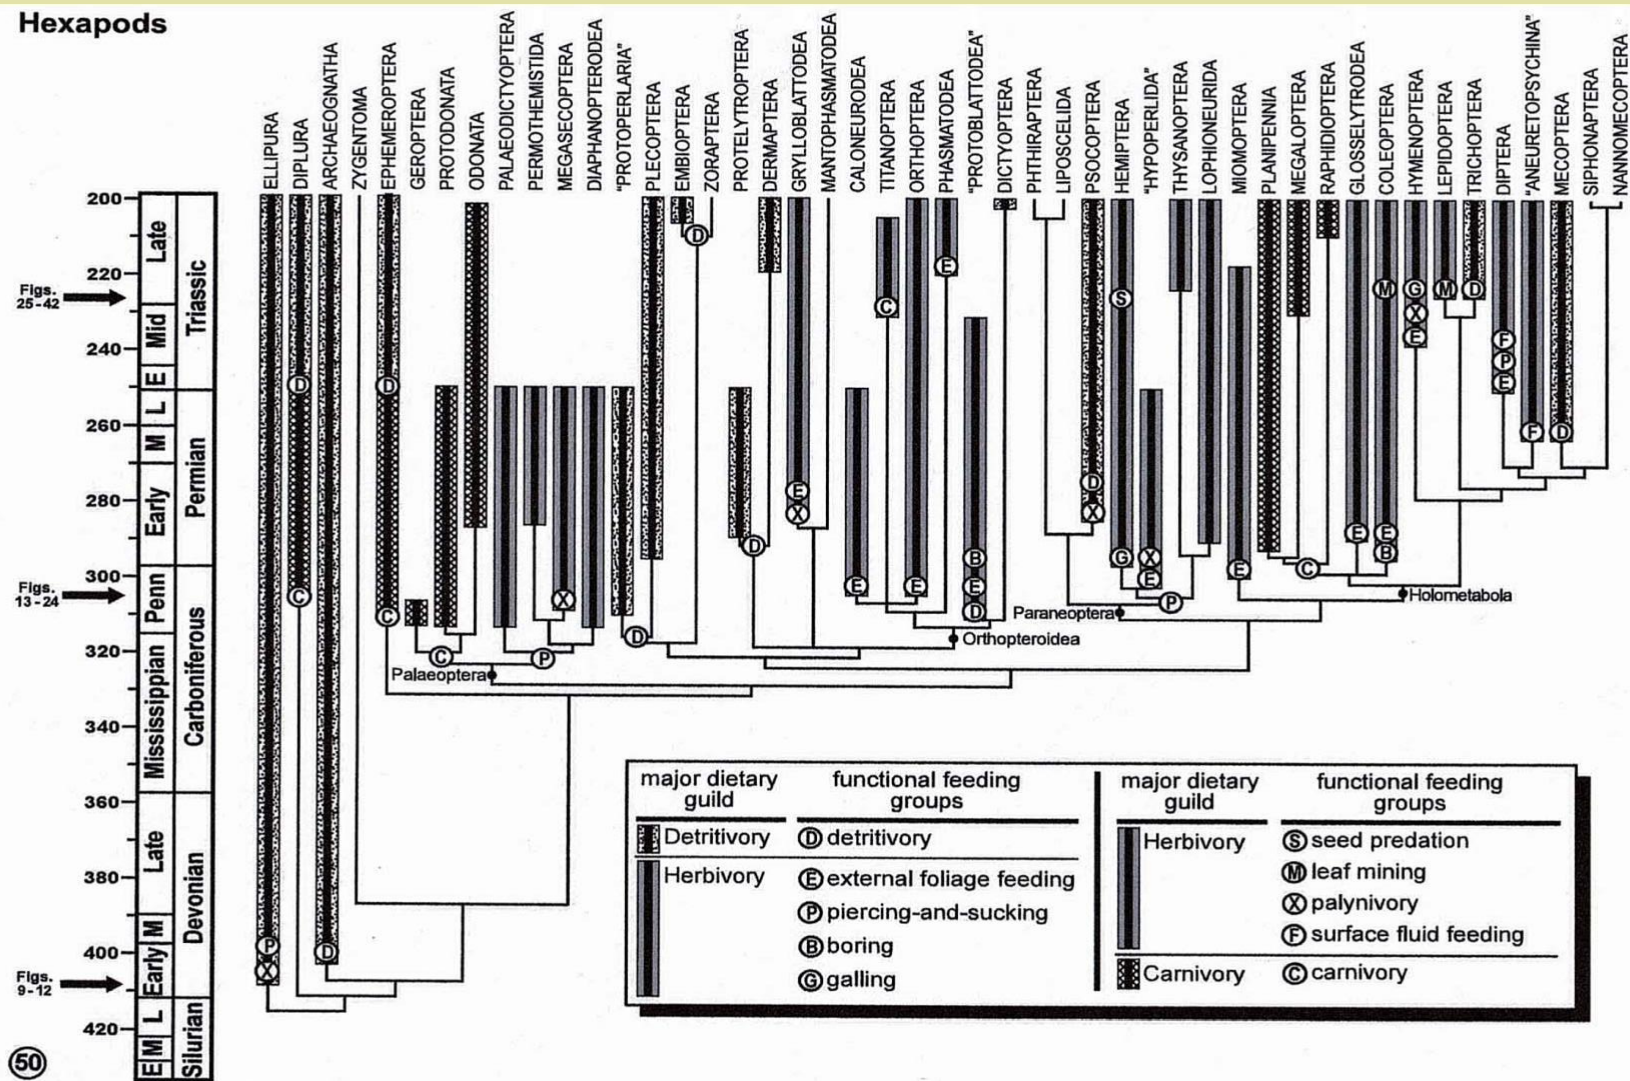 Hexapods
ELLIPURA
DIPLURA
ARCHAEOGNATHA
ZYGENTOMA
EPHEMEROPTERA
GEROPTERA
PROTODONATA
ODONATA
PALAEODICTYOPTERA
PERMOTHEMISTIDA
MEGASECOPTERA
DIAPHANOPTERODEA
"PROTOPERLARIA"
PLECOPTERA
EMBIOPTERA
ZORAPTERA
PROTELYTROPTERA
DERMAPTERA
GRYLLOBLATTODEA
MANTOPHASMATODEA
CALONEURODEA
TITANOPTERA
ORTHOPTERA
PHASMATODEA
"PROTOBLATTODEA"
DICTYOPTERA
PHTHIRAPTERA
LIPOSCELIDA
PSOCOPTERA
HEMIPTERA
"HYPOPERLIDA"
THYSANOPTERA
LOPHIONEURIDA
MIOMOPTERA
PLANIPENNIA
MEGALOPTERA
RAPHIDIOPTERA
GLOSSELYTRODEA
COLEOPTERA
HYMENOPTERA
LEPIDOPTERA
TRICHOPTERA
DIPTERA
"ANEURETOPSYCHINA"
MECOPTERA
SIPHONAPTERA
NANNOMECOPTERA
200
220
240
260
280
300
320
340
360
380
400
420
Late
Mid
E
Triassic
L
M
Early
Permian
Penn
Mississippian
Carboniferous
Late
M
Early
Devonian
L
M
E
Silurian
Figs.
25-42
Figs.
13-24
Figs.
9-12
D
C
P
X
D
D
C
C
P
X
D
D
D
E
X
E
C
E
E
B
E
D
D
X
S
G
X
E
P
E
C
E
M
E
B
G
X
E
M
D
F
P
E
F
D
Palaeoptera
Orthopteroidea
Paraneoptera
Holometabola
major dietary
guild
functional feeding
groups
Detritivory
D detritivory
Herbivory
E external foliage feeding
P piercing-and-sucking
B boring
G galling
major dietary
guild
functional feeding
groups
Herbivory
S seed predation
M leaf mining
X palynivory
F surface fluid feeding
Carnivory
C carnivory
50